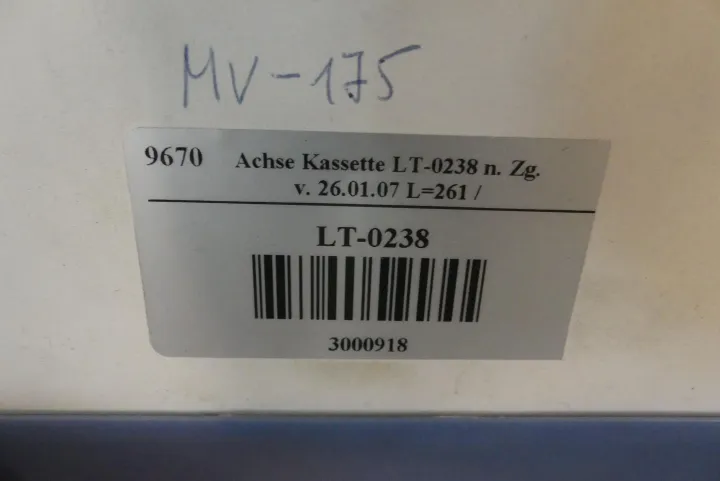 MV-175
9670 Achse Kassette LT-0238 n. Zg.
v. 26.01.07 L=261 /
LT-0238
3000918